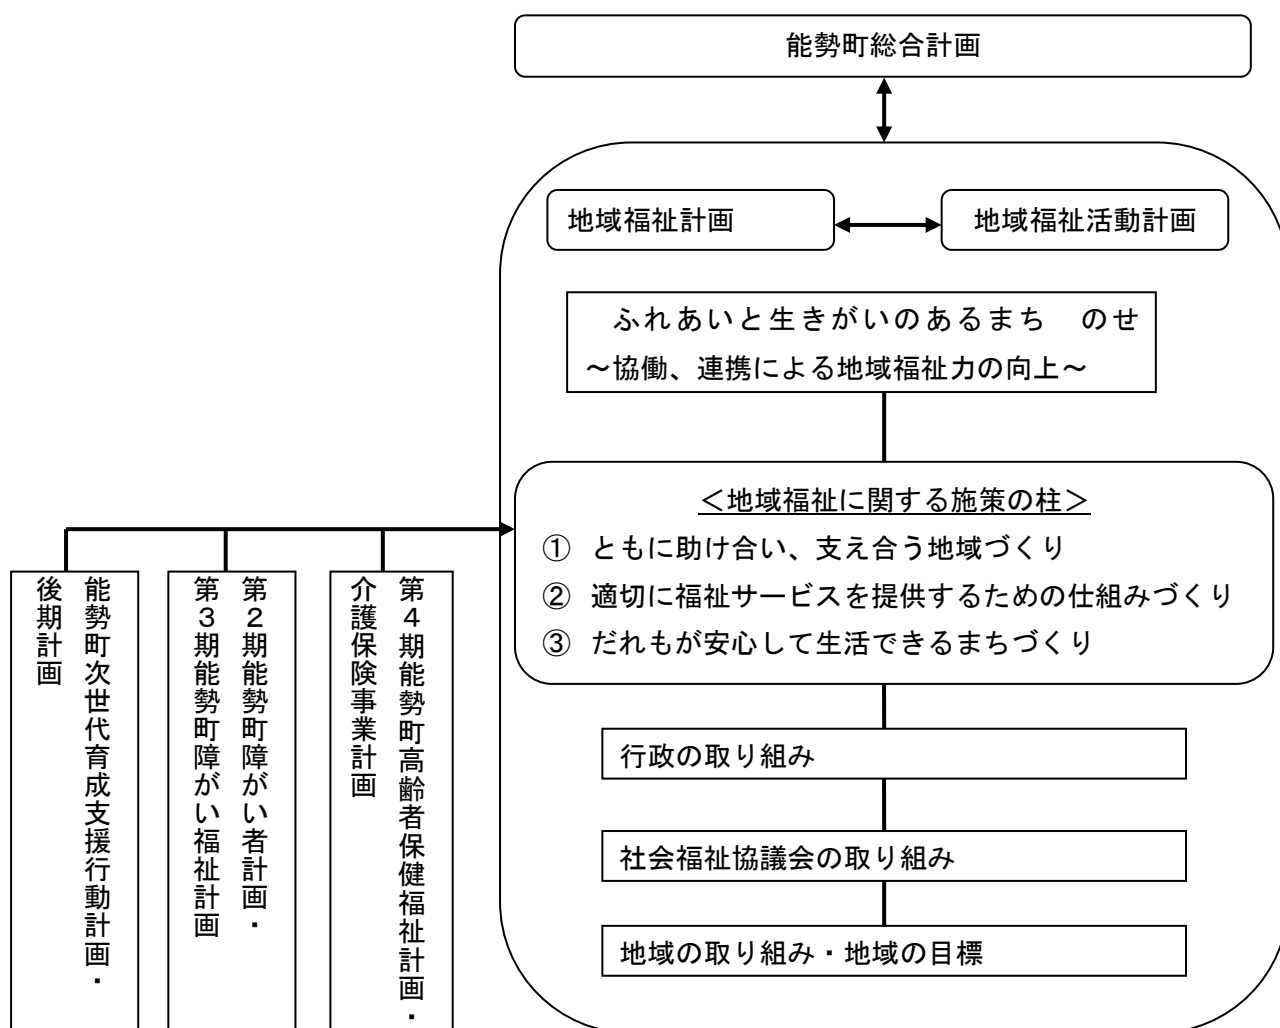 能勢町総合計画
地域福祉計画
地域福祉活動計画
ふれあいと生きがいのあるまち　のせ
～協働、連携による地域福祉力の向上～
＜地域福祉に関する施策の柱＞
① ともに助け合い、支え合う地域づくり
② 適切に福祉サービスを提供するための仕組みづくり
③ だれもが安心して生活できるまちづくり
行政の取り組み
社会福祉協議会の取り組み
地域の取り組み・地域の目標
第４期能勢町高齢者保健福祉計画・
介護保険事業計画
第２期能勢町障がい者計画・
第３期能勢町障がい福祉計画
能勢町次世代育成支援行動計画・
後期計画